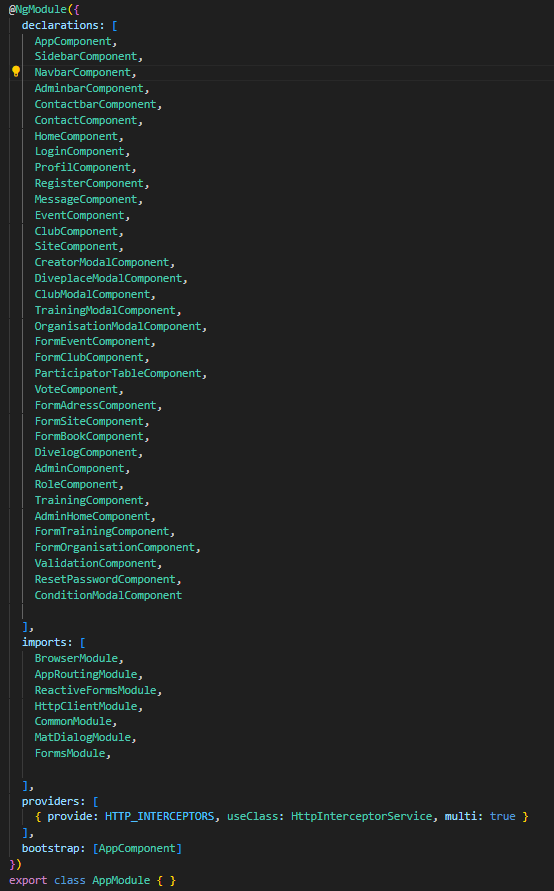 @NgModule({
declarations: [
AppComponent,
SidebarComponent,
NavbarComponent,
AdminbarComponent,
ContactbarComponent,
ContactComponent,
HomeComponent,
LoginComponent,
ProfilComponent,
RegisterComponent,
MessageComponent,
EventComponent,
ClubComponent,
SiteComponent,
CreatorModalComponent,
DiveplaceModalComponent,
ClubModalComponent,
TrainingModalComponent,
OrganisationModalComponent,
FormEventComponent,
FormClubComponent,
ParticipatorTableComponent,
VoteComponent,
FormAdressComponent,
FormSiteComponent,
FormBookComponent,
DivelogComponent,
AdminComponent,
RoleComponent,
TrainingComponent,
AdminHomeComponent,
FormTrainingComponent,
FormOrganisationComponent,
ValidationComponent,
ResetPasswordComponent,
ConditionModalComponent
],
imports: [
BrowserModule,
AppRoutingModule,
ReactiveFormsModule,
HttpClientModule,
CommonModule,
MatDialogModule,
FormsModule,
],
providers: [
{ provide: HTTP_INTERCEPTORS, useClass: HttpInterceptorService, multi: true }
],
bootstrap: [AppComponent]
})
export class AppModule { }